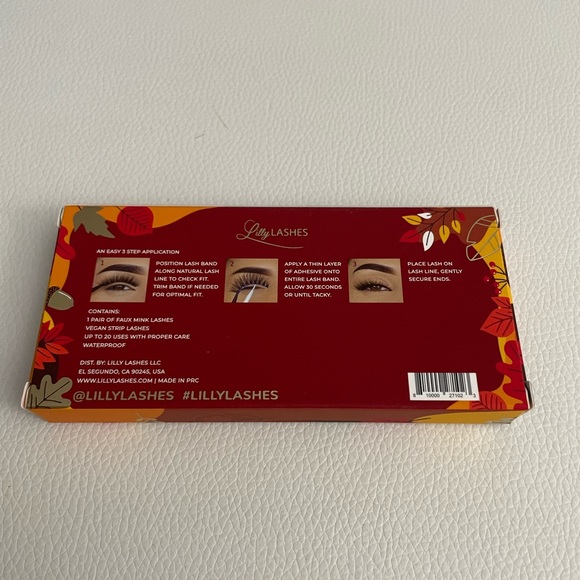 Lilly LASHES
AN EASY 3 STEP APPLICATION
1
POSITION LASH BAND
ALONG NATURAL LASH
LINE TO CHECK FIT.
TRIM BAND IF NEEDED
FOR OPTIMAL FIT.
2
APPLY A THIN LAYER
OF ADHESIVE ONTO
ENTIRE LASH BAND.
ALLOW 30 SECONDS
OR UNTIL TACKY.
3
PLACE LASH ON
LASH LINE, GENTLY
SECURE ENDS.
CONTAINS:
1 PAIR OF FAUX MINK LASHES
VEGAN STRIP LASHES
UP TO 20 USES WITH PROPER CARE
WATERPROOF
DIST. BY: LILLY LASHES LLC
EL SEGUNDO, CA 90245, USA
WWW.LILLYLASHES.COM | MADE IN PRC
@LILLYLASHES #LILLYLASHES
8 10000 27102 3